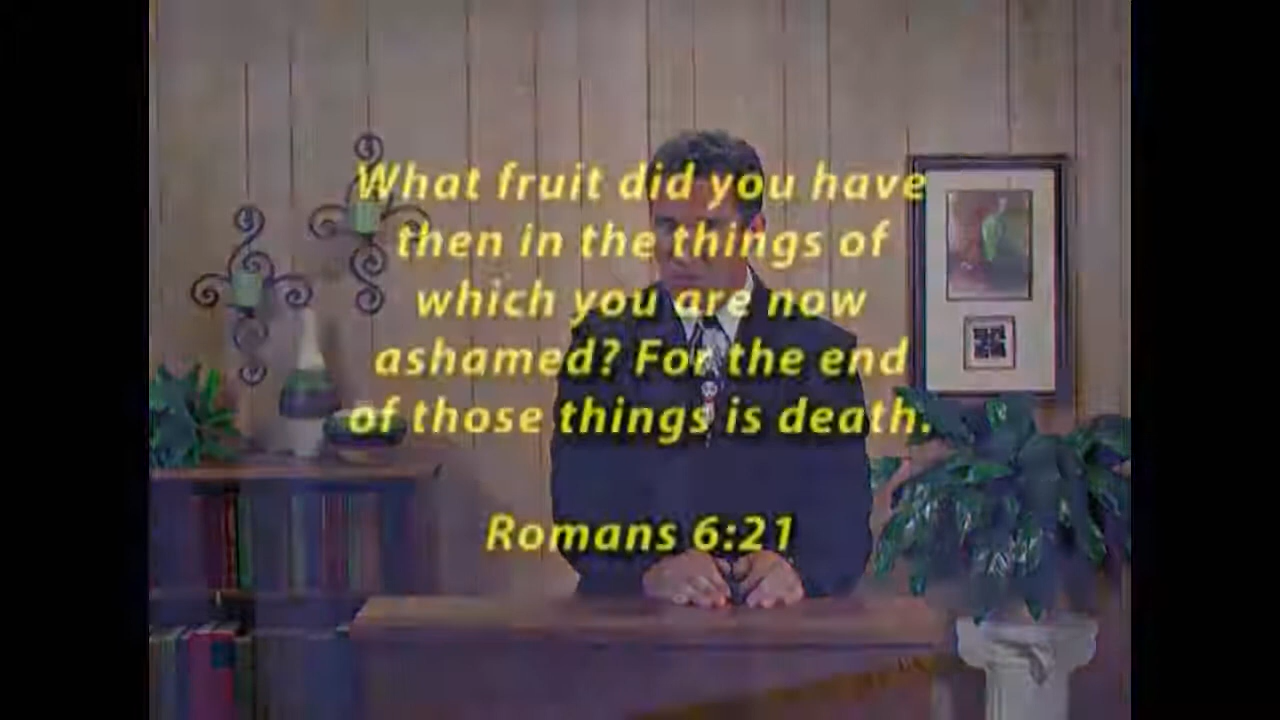 What fruit did you have
then in the things of
which you are now
ashamed? For the end
of those things is death.
Romans 6:21